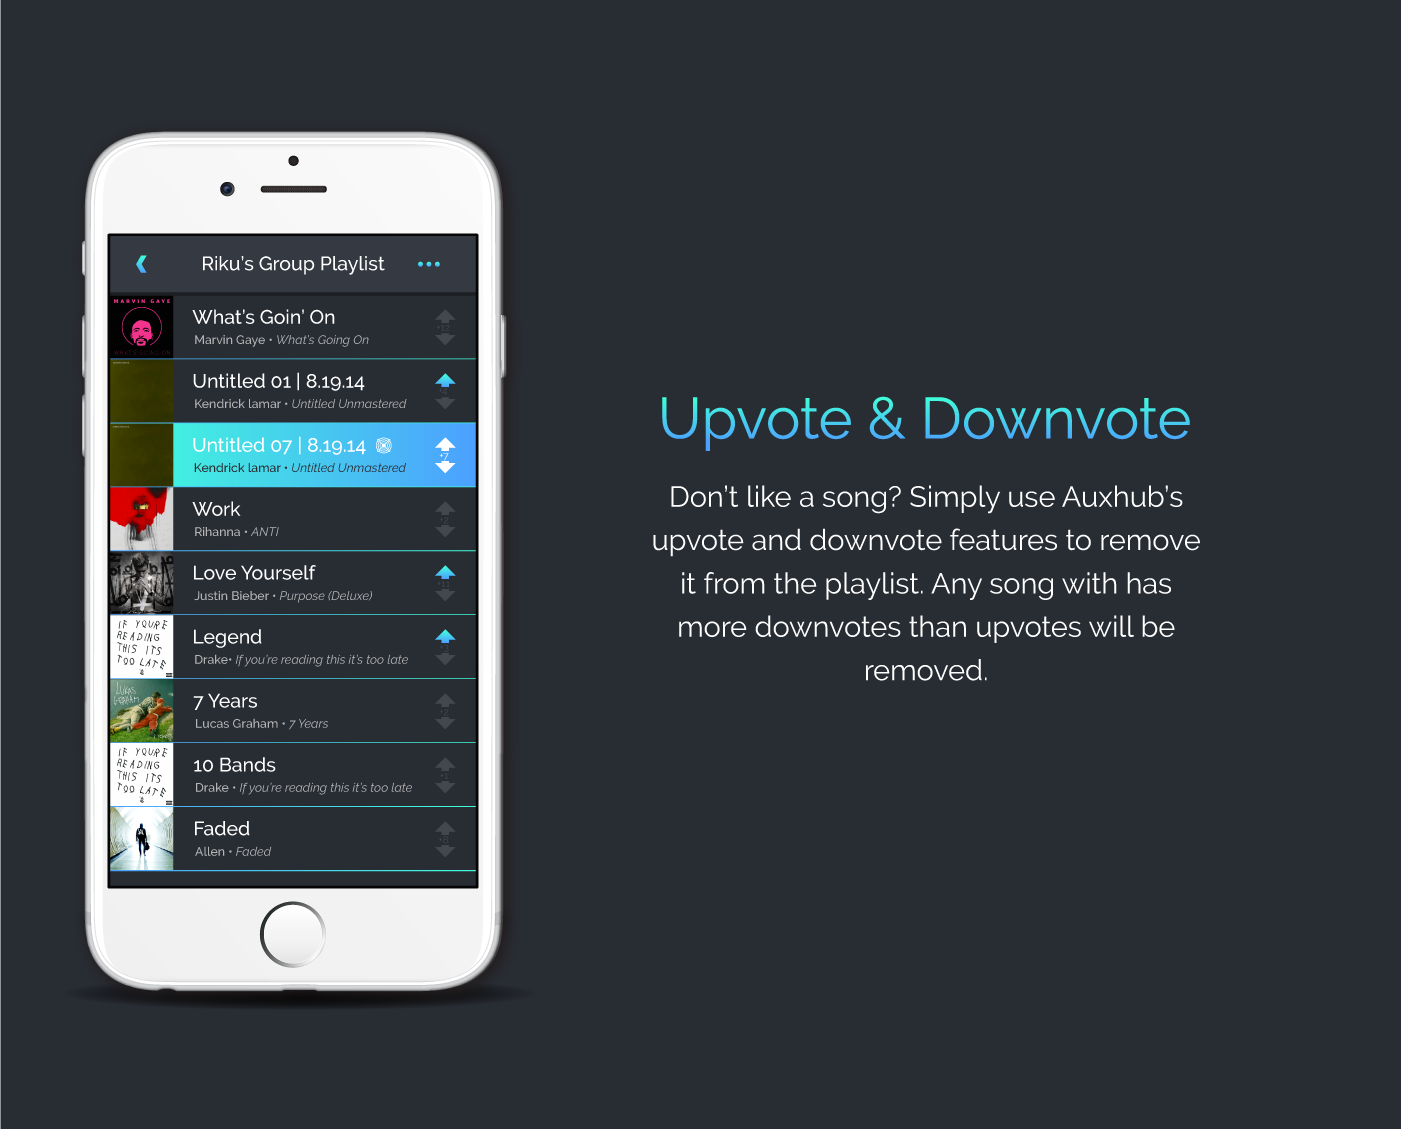 Riku's Group Playlist
MARVIN GAYE
What's Goin' On
Marvin Gaye • What's Going On
Untitled 01 | 8.19.14
Kendrick lamar • Untitled Unmastered
Untitled 07 | 8.19.14
+7
Kendrick lamar • Untitled Unmastered
Work
Rihanna • ANTI
Love Yourself
Justin Bieber • Purpose (Deluxe)
IF YOU'RE
READING
THIS IT'S
TOO LATE
Legend
Drake• If you're reading this it's too late
LUKAS
GRAHAM
7 Years
Lucas Graham • 7 Years
IF YOU'RE
READING
THIS IT'S
TOO LATE
10 Bands
Drake • If you're reading this it's too late
Faded
Allen • Faded
Upvote & Downvote
Don't like a song? Simply use Auxhub's
upvote and downvote features to remove
it from the playlist. Any song with has
more downvotes than upvotes will be
removed.